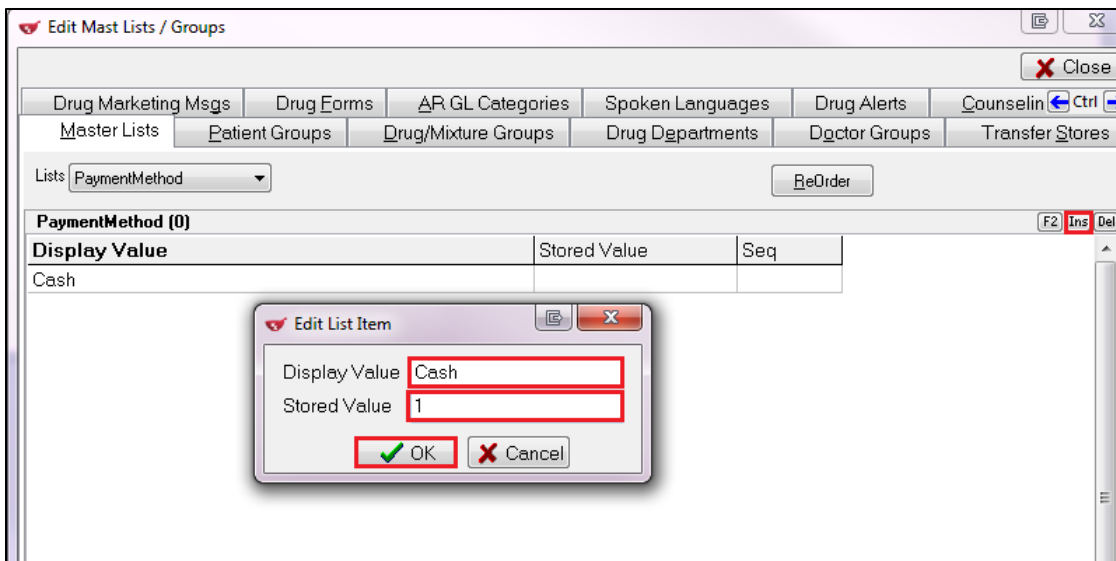 Edit Mast Lists / Groups
Close
Drug Marketing Msgs Drug Forms AR GL Categories Spoken Languages Drug Alerts Counselin Ctrl
Master Lists Patient Groups Drug/Mixture Groups Drug Departments Doctor Groups Transfer Stores
Lists PaymentMethod ReOrder
PaymentMethod (0) F2 Ins Del
Display Value Stored Value Seq
Cash
Edit List Item
Display Value Cash
Stored Value 1
OK Cancel